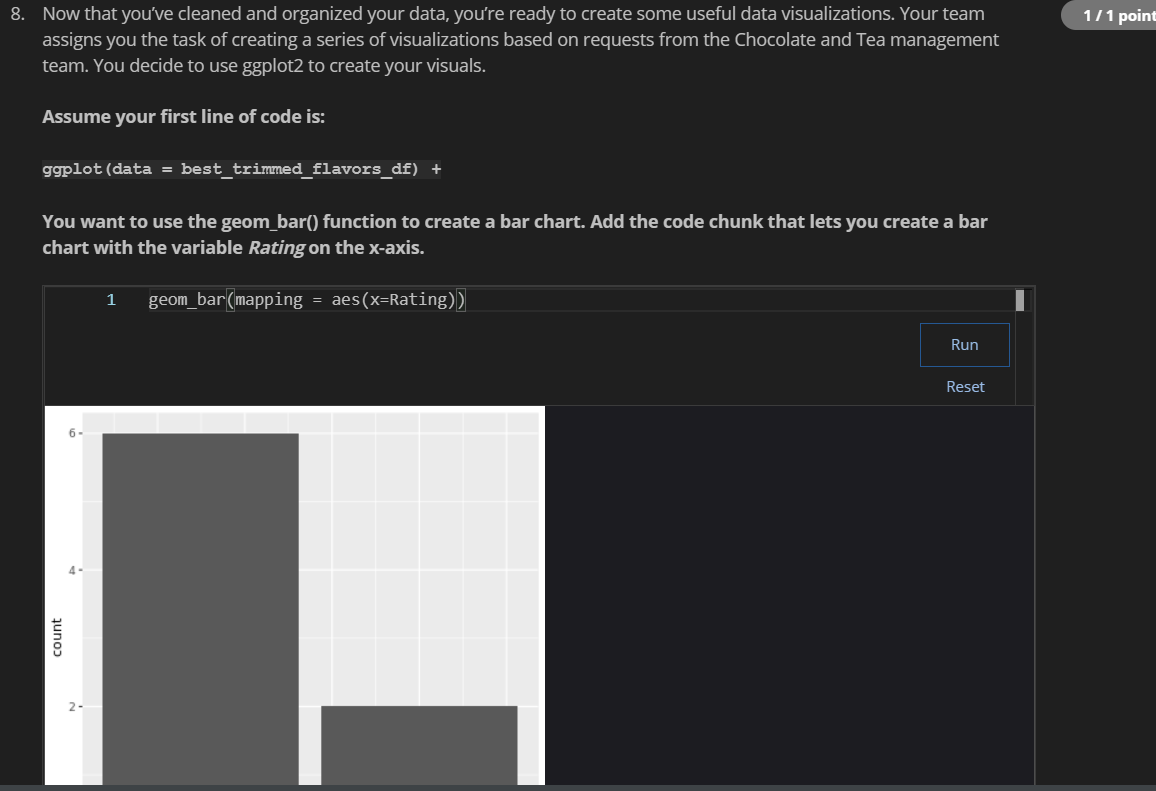 8. Now that you've cleaned and organized your data, you're ready to create some useful data visualizations. Your team
1 / 1 point
assigns you the task of creating a series of visualizations based on requests from the Chocolate and Tea management
team. You decide to use ggplot2 to create your visuals.
Assume your first line of code is:
ggplot(data = best_trimmed_flavors_df) +
You want to use the geom_bar() function to create a bar chart. Add the code chunk that lets you create a bar
chart with the variable Rating on the x-axis.
1 geom_bar(mapping = aes(x=Rating))
Run
Reset
6
4
count
2